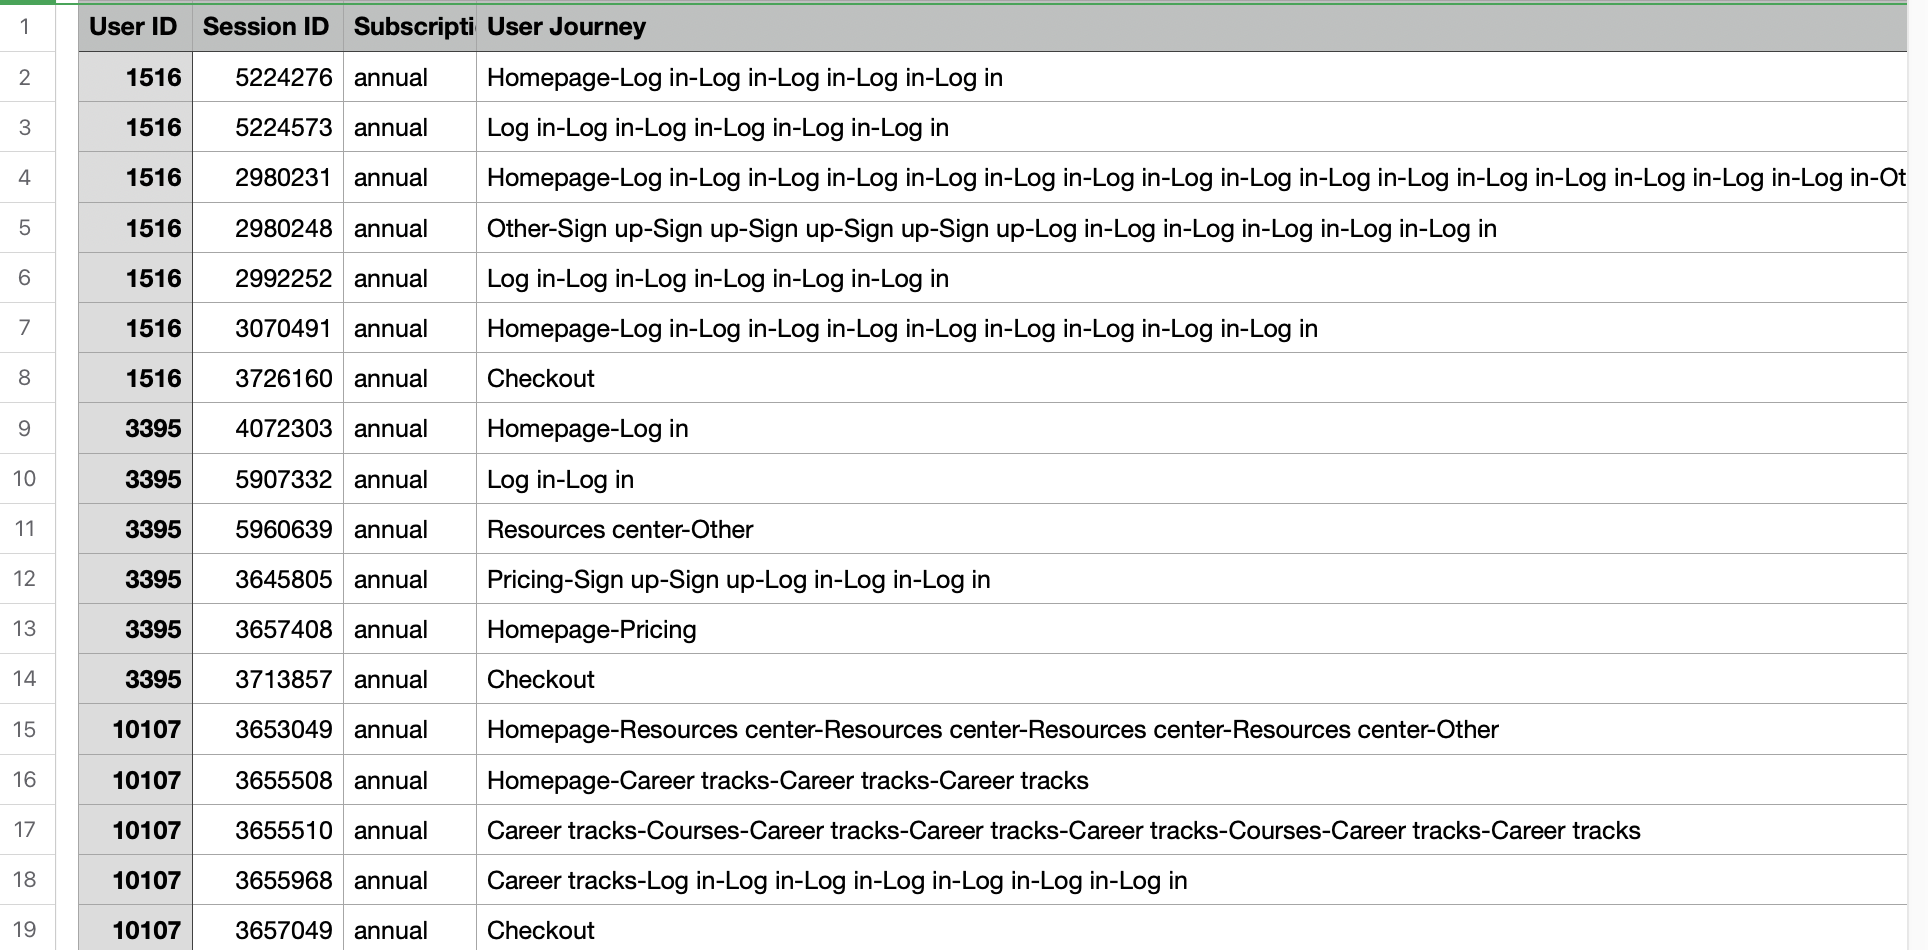 1 User ID Session ID Subscripti User Journey
2 1516 5224276 annual Homepage-Log in-Log in-Log in-Log in-Log in
3 1516 5224573 annual Log in-Log in-Log in-Log in-Log in-Log in
4 1516 2980231 annual Homepage-Log in-Log in-Log in-Log in-Log in-Log in-Log in-Log in-Log in-Log in-Log in-Log in-Log in-Log in-Log in-Log in-Ot
5 1516 2980248 annual Other-Sign up-Sign up-Sign up-Sign up-Sign up-Log in-Log in-Log in-Log in-Log in-Log in
6 1516 2992252 annual Log in-Log in-Log in-Log in-Log in-Log in
7 1516 3070491 annual Homepage-Log in-Log in-Log in-Log in-Log in-Log in-Log in-Log in-Log in
8 1516 3726160 annual Checkout
9 3395 4072303 annual Homepage-Log in
10 3395 5907332 annual Log in-Log in
11 3395 5960639 annual Resources center-Other
12 3395 3645805 annual Pricing-Sign up-Sign up-Log in-Log in-Log in
13 3395 3657408 annual Homepage-Pricing
14 3395 3713857 annual Checkout
15 10107 3653049 annual Homepage-Resources center-Resources center-Resources center-Resources center-Other
16 10107 3655508 annual Homepage-Career tracks-Career tracks-Career tracks
17 10107 3655510 annual Career tracks-Courses-Career tracks-Career tracks-Career tracks-Courses-Career tracks-Career tracks
18 10107 3655968 annual Career tracks-Log in-Log in-Log in-Log in-Log in-Log in-Log in
19 10107 3657049 annual Checkout